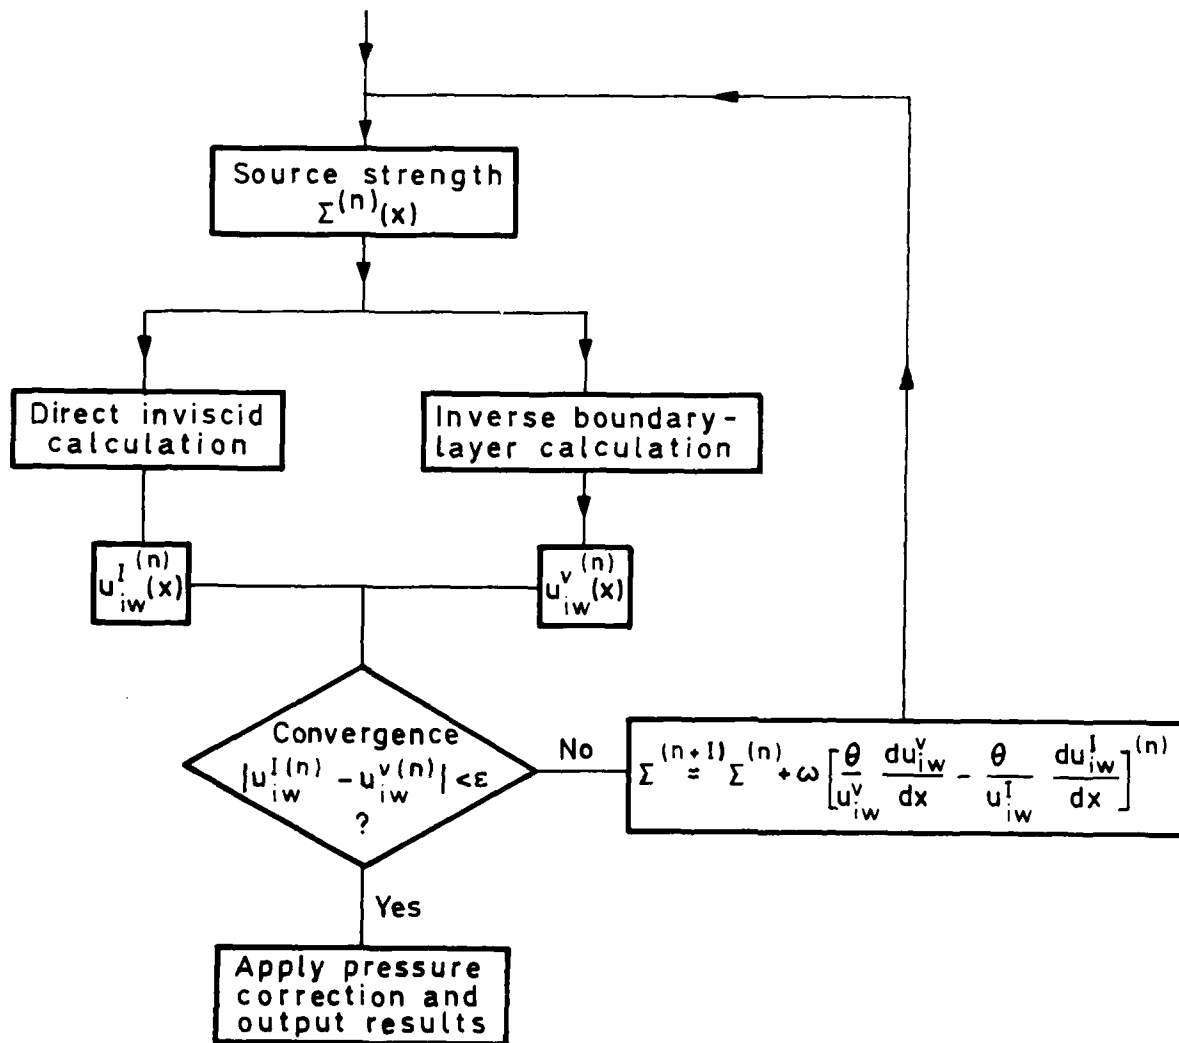 Source strength
Σ^(n)(x)
Direct inviscid
calculation
Inverse boundary-
layer calculation
u_iw^I^(n)(x)
u_iw^v^(n)(x)
Convergence
|u_iw^I(n) - u_iw^v(n)| < ε
?
No
Σ^(n+1) = Σ^(n) + ω [θ/u_iw^v du_iw^v/dx - θ/u_iw^I du_iw^I/dx]^(n)
Yes
Apply pressure
correction and
output results